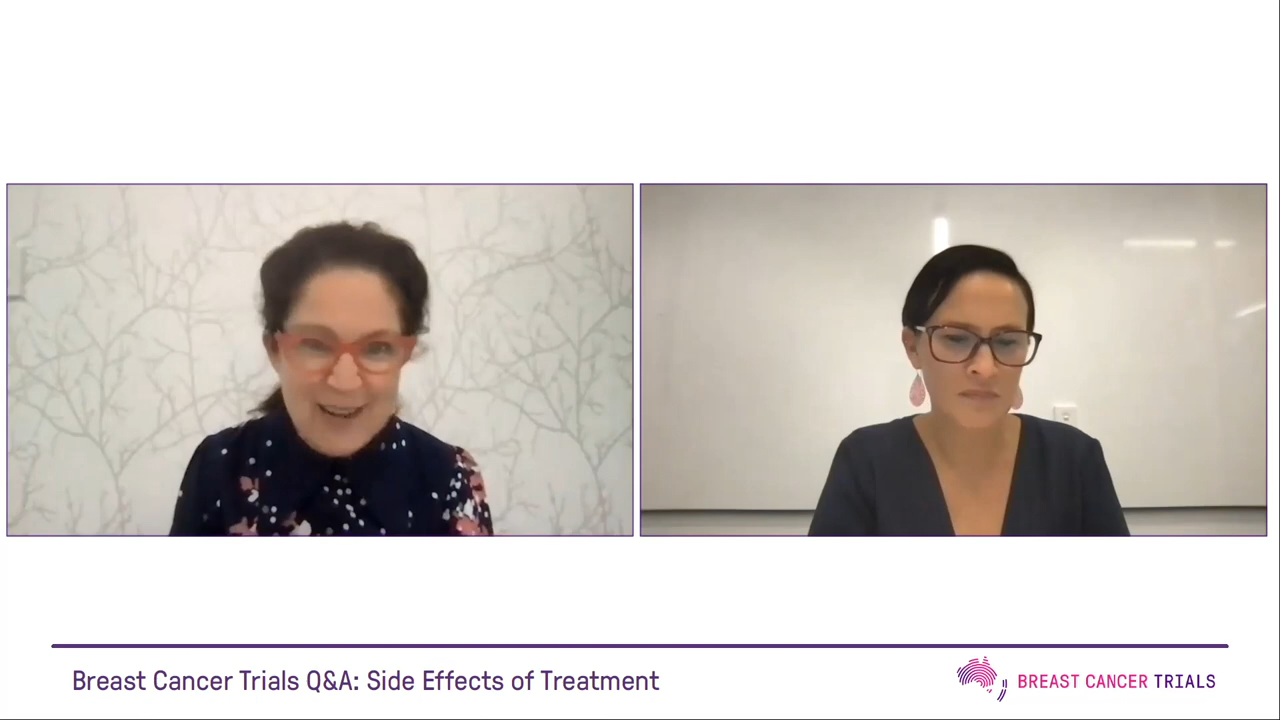 Breast Cancer Trials Q&A: Side Effects of Treatment
BREAST CANCER TRIALS